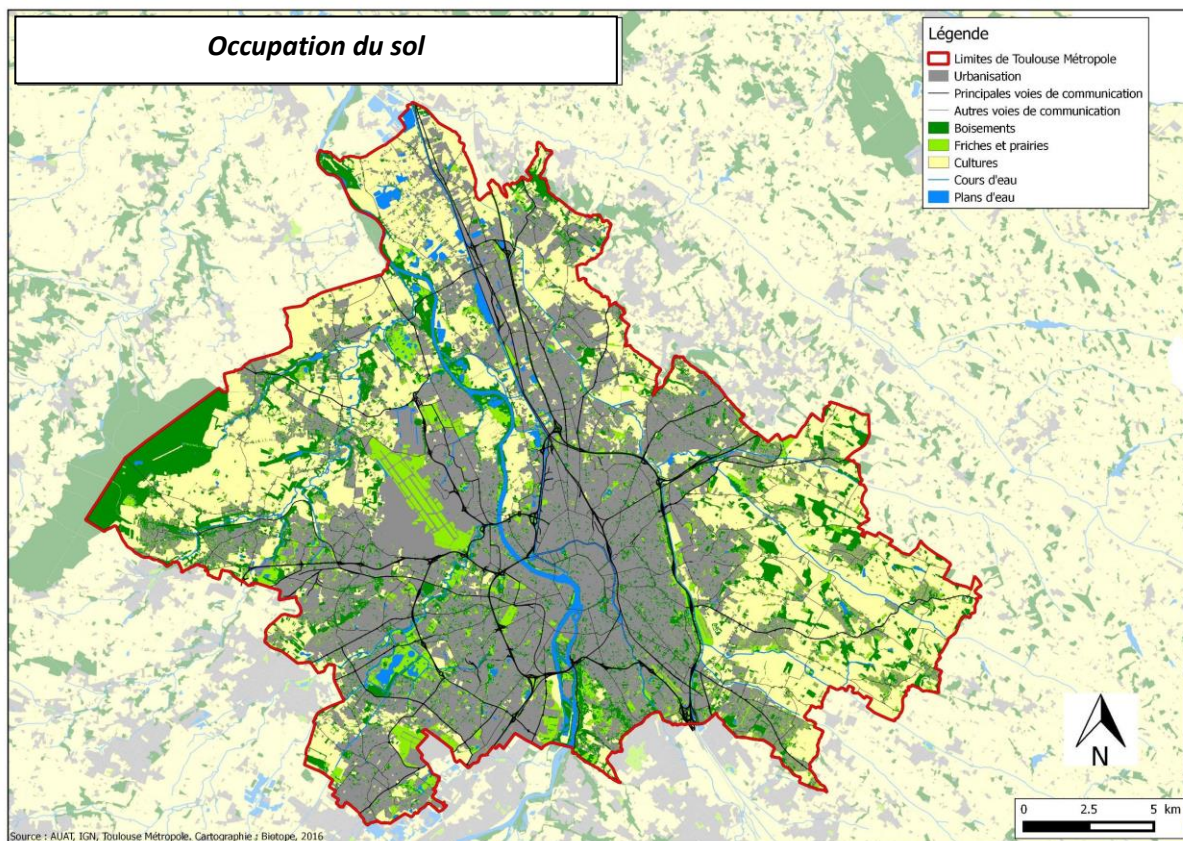 Occupation du sol
Légende
Limites de Toulouse Métropole
Urbanisation
Principales voies de communication
Autres voies de communication
Boisements
Friches et prairies
Cultures
Cours d'eau
Plans d'eau
N
0 2.5 5 km
Source : AUAT, IGN, Toulouse Métropole. Cartographie : Biotope, 2016